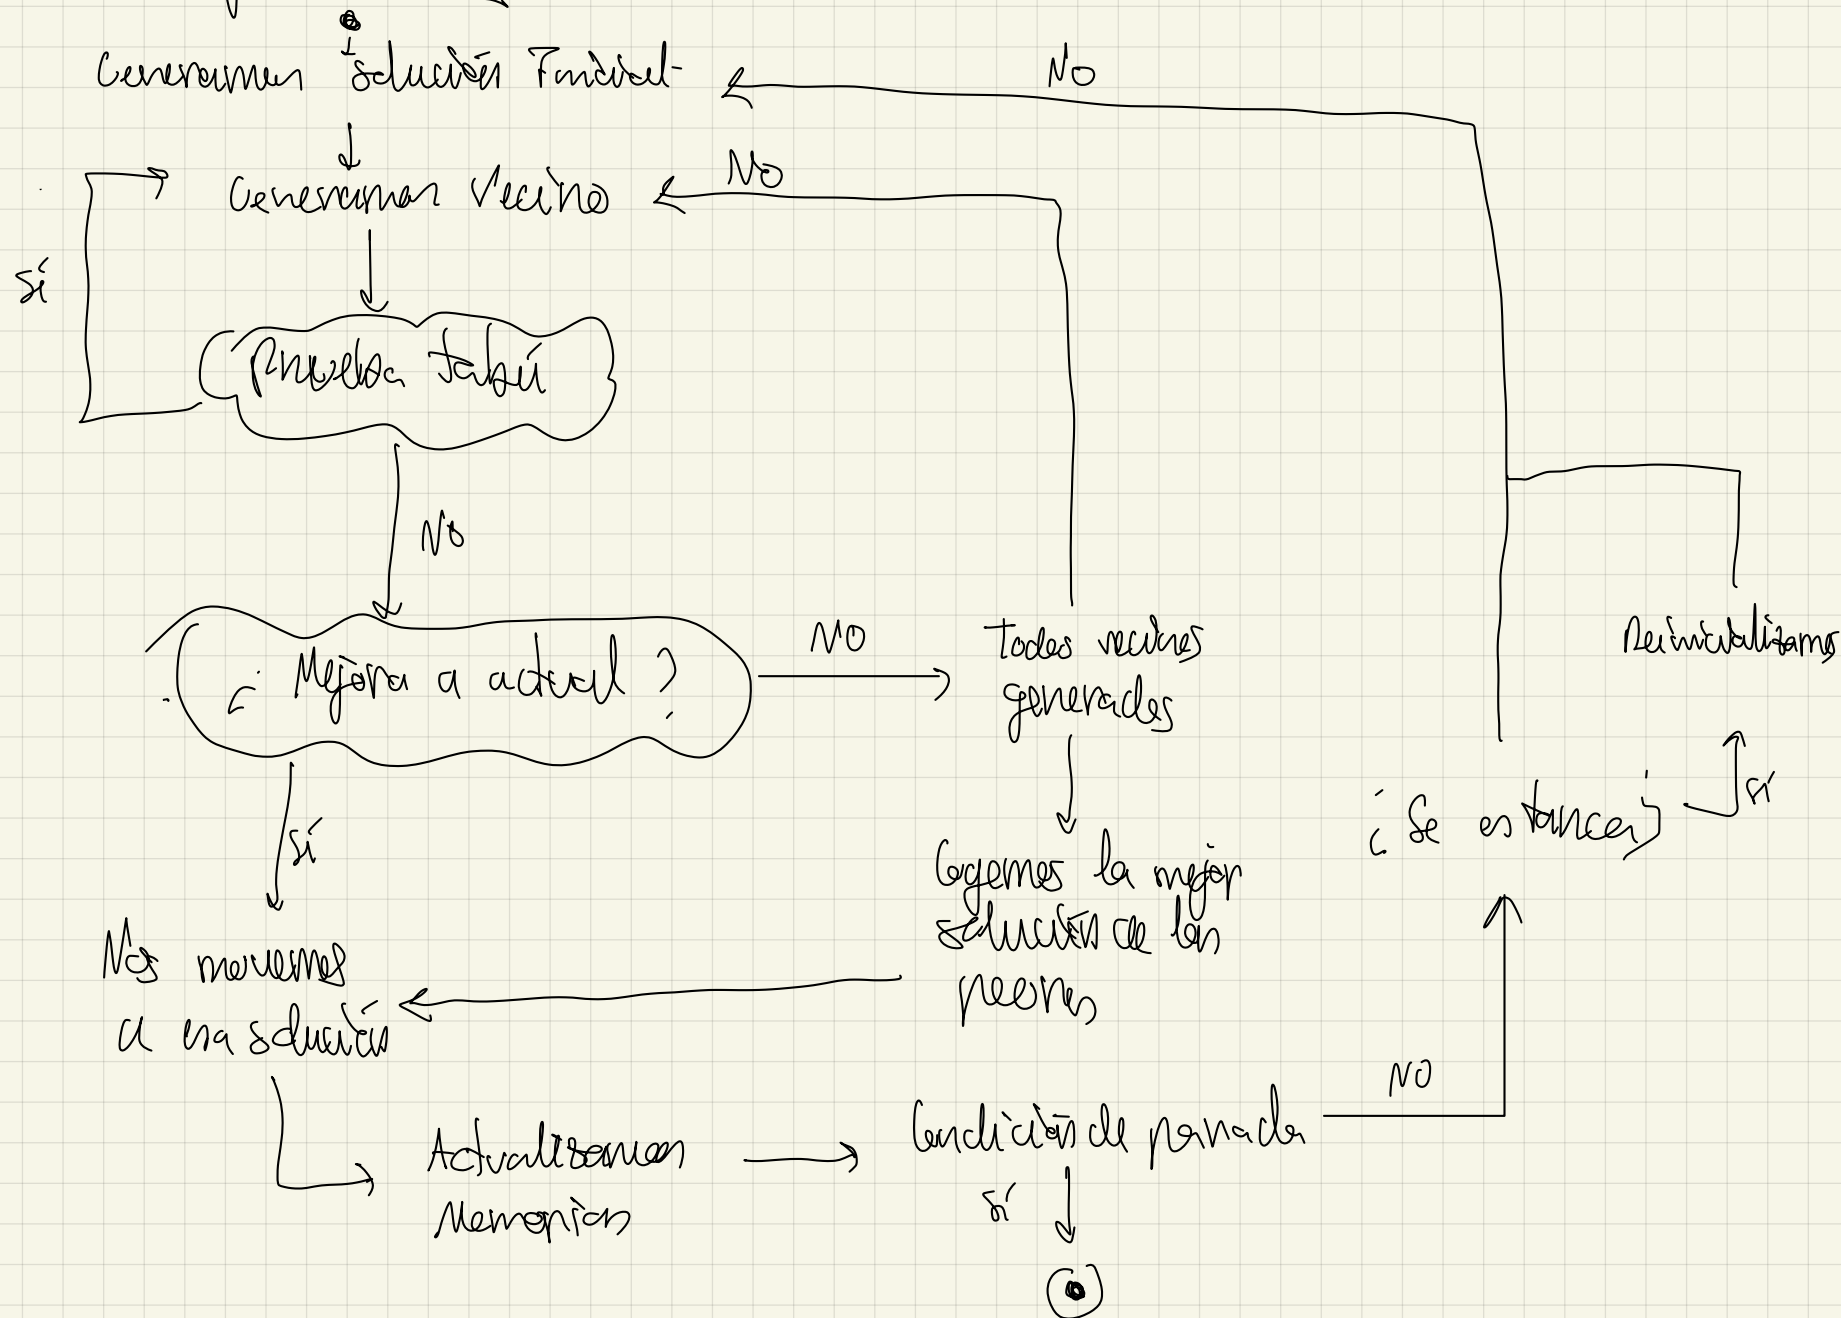 Generamos solución inicial
No
Generamos Vecino
No
Sí
Prueba tabú
No
¿Mejora a actual?
NO
Todos vecinos
generados
Reinicializamos
Sí
¿Se estanca?
Sí
Cogemos la mejor
solución de las
peores
Nos movemos
a esa solución
NO
Condición de parada
Actualizamos
Memorias
Sí